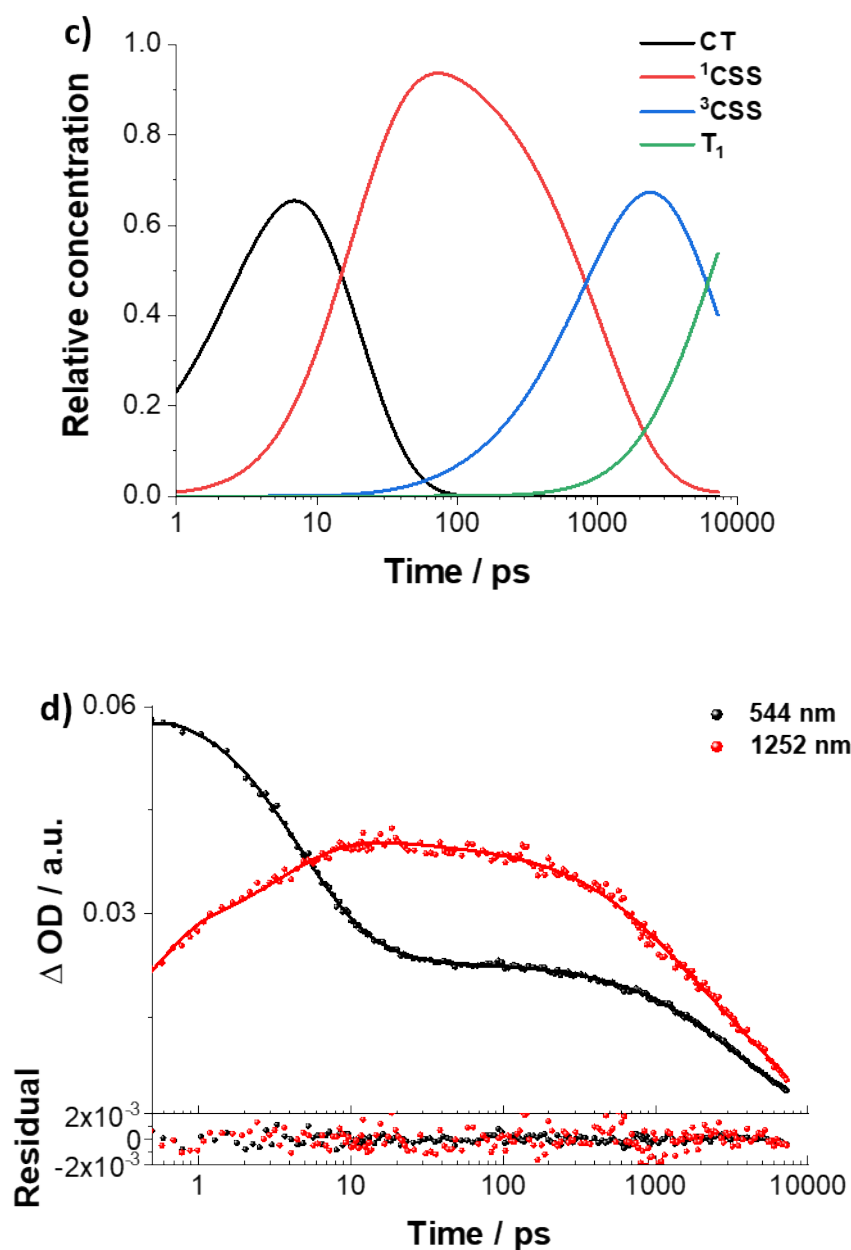 c)
CT
¹CSS
³CSS
T₁
Relative concentration
1.0
0.8
0.6
0.4
0.2
0.0
1 10 100 1000 10000
Time / ps
d)
544 nm
1252 nm
Δ OD / a.u.
0.06
0.03
Residual
2x10⁻³
0
-2x10⁻³
1 10 100 1000 10000
Time / ps